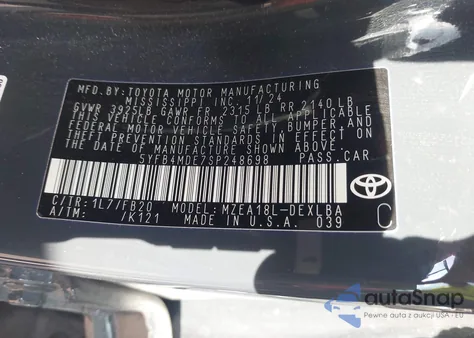 MFD.BY: TOYOTA MOTOR MANUFACTURING
MISSISSIPPI, INC. 11/24
GVWR 3925LB GAWR FR 2315 LB RR 2140 LB
THIS VEHICLE CONFORMS TO ALL APPLICABLE
FEDERAL MOTOR VEHICLE SAFETY, BUMPER AND
THEFT PREVENTION STANDARDS IN EFFECT ON
THE DATE OF MANUFACTURE SHOWN ABOVE.
5YFB4MDE7SP248698 PASS.CAR
C/TR: 1L7/FB20 MODEL: MZEA18L-DEXLBA
A/TM: /K121 MADE IN U.S.A. 039
C
TOYOTA
autoSnap
Pewne auta z aukcji USA - EU